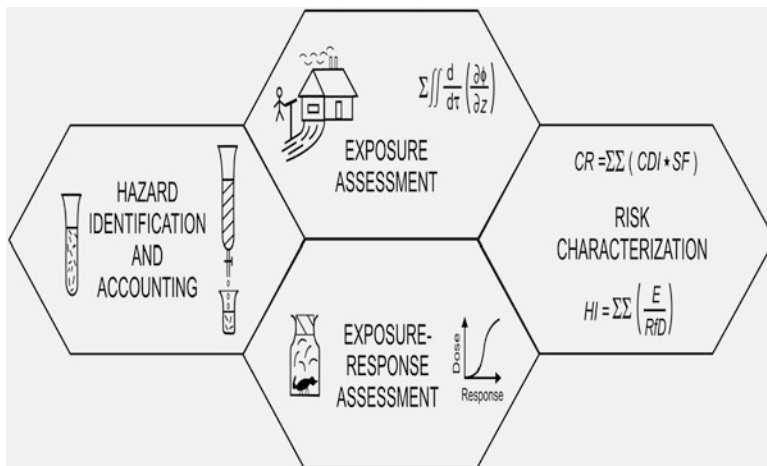 HAZARD
IDENTIFICATION
AND
ACCOUNTING
Σ∬ d/dτ (∂ϕ/∂z)
EXPOSURE
ASSESSMENT
EXPOSURE-
RESPONSE
ASSESSMENT
Dose
Response
CR =ΣΣ ( CDI ⋆ SF )
RISK
CHARACTERIZATION
HI = ΣΣ (E/RfD)